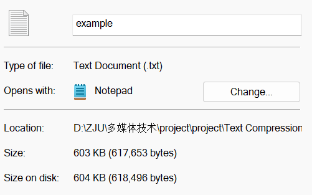 example
Type of file: Text Document (.txt)
Opens with: Notepad Change...
Location: D:\ZJU\多媒体技术\project\project\Text Compression
Size: 603 KB (617,653 bytes)
Size on disk: 604 KB (618,496 bytes)